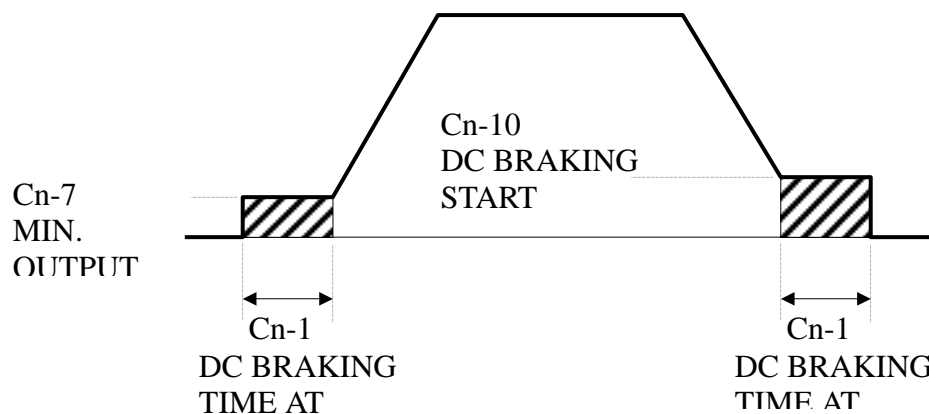 Cn-10
DC BRAKING
START
Cn-7
MIN.
OUTPUT
Cn-1
DC BRAKING
TIME AT
Cn-1
DC BRAKING
TIME AT